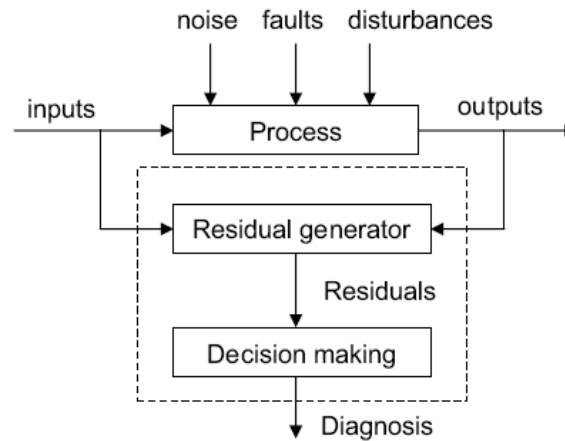 noise faults disturbances
inputs outputs
Process
Residual generator
Residuals
Decision making
Diagnosis